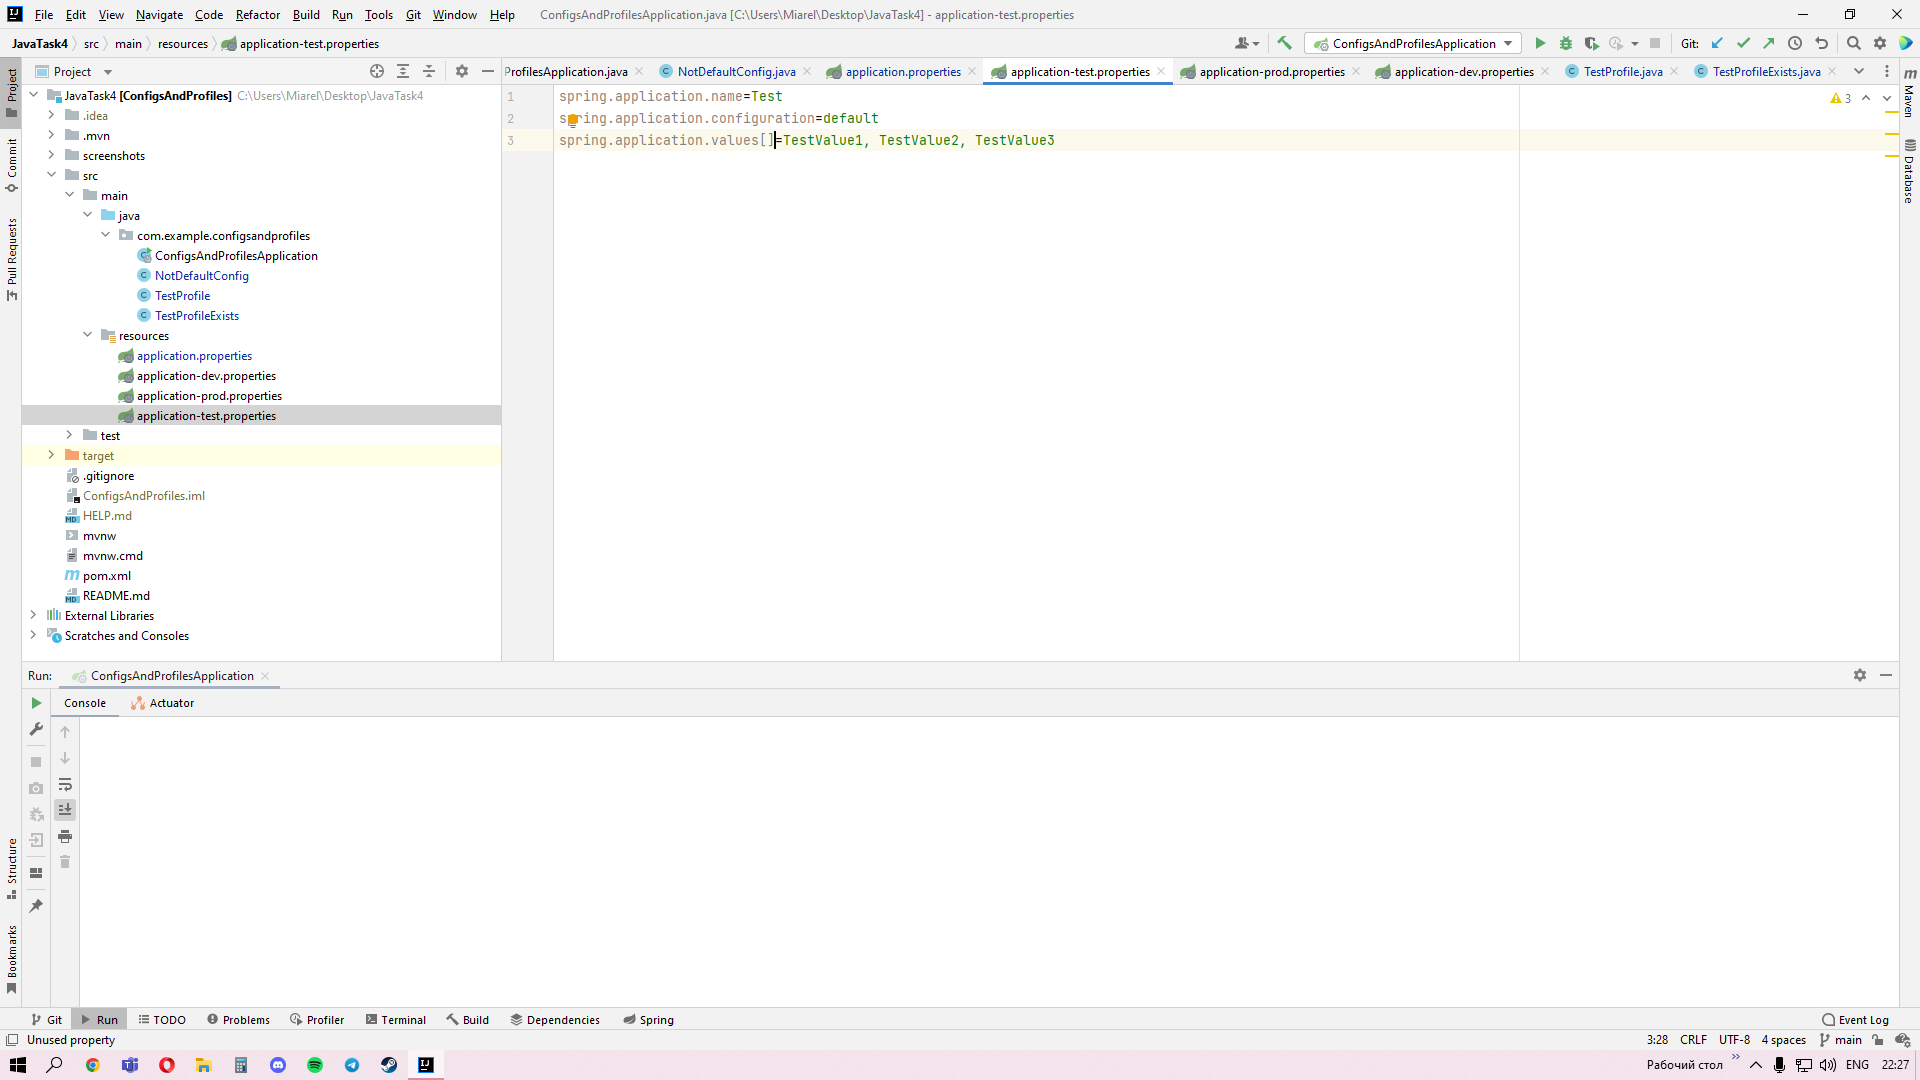 File Edit View Navigate Code Refactor Build Run Tools Git Window Help ConfigsAndProfilesApplication.java [C:\Users\Miarel\Desktop\JavaTask4] - application-test.properties
JavaTask4 src main resources application-test.properties ConfigsAndProfilesApplication Git:
Project
ProfilesApplication.java NotDefaultConfig.java application.properties application-test.properties application-prod.properties application-dev.properties TestProfile.java TestProfileExists.java
JavaTask4 [ConfigsAndProfiles] C:\Users\Miarel\Desktop\JavaTask4
.idea
.mvn
screenshots
src
main
java
com.example.configsandprofiles
ConfigsAndProfilesApplication
NotDefaultConfig
TestProfile
TestProfileExists
resources
application.properties
application-dev.properties
application-prod.properties
application-test.properties
test
target
.gitignore
ConfigsAndProfiles.iml
HELP.md
mvnw
mvnw.cmd
pom.xml
README.md
External Libraries
Scratches and Consoles
1 spring.application.name=Test
2 spring.application.configuration=default
3 spring.application.values[]=TestValue1, TestValue2, TestValue3
3
Project
Commit
Pull Requests
Structure
Bookmarks
Maven
Database
Run: ConfigsAndProfilesApplication
Console Actuator
Git Run TODO Problems Profiler Terminal Build Dependencies Spring Event Log
Unused property 3:28 CRLF UTF-8 4 spaces main
Рабочий стол ENG 22:27